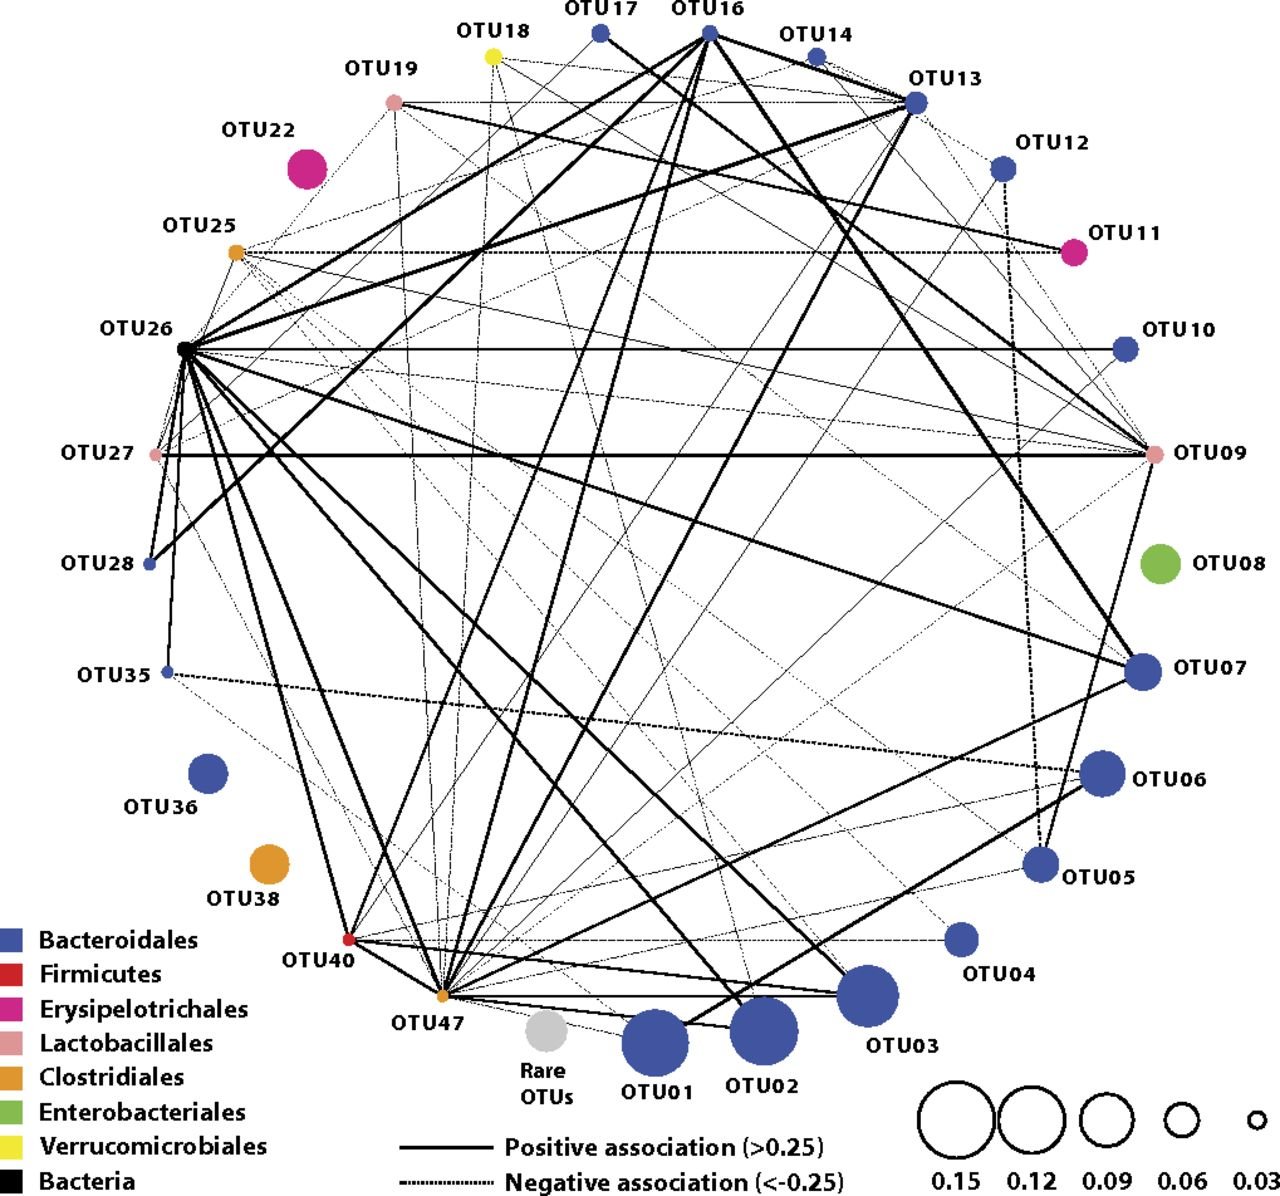 OTU17
OTU16
OTU18
OTU14
OTU19
OTU13
OTU22
OTU12
OTU25
OTU11
OTU26
OTU10
OTU27
OTU09
OTU28
OTU08
OTU35
OTU07
OTU36
OTU06
OTU38
OTU05
OTU40
OTU04
OTU47
OTU03
Rare
OTUs
OTU01
OTU02
Bacteroidales
Firmicutes
Erysipelotrichales
Lactobacillales
Clostridiales
Enterobacteriales
Verrucomicrobiales
Bacteria
Positive association (>0.25)
Negative association (<-0.25)
0.15 0.12 0.09 0.06 0.03